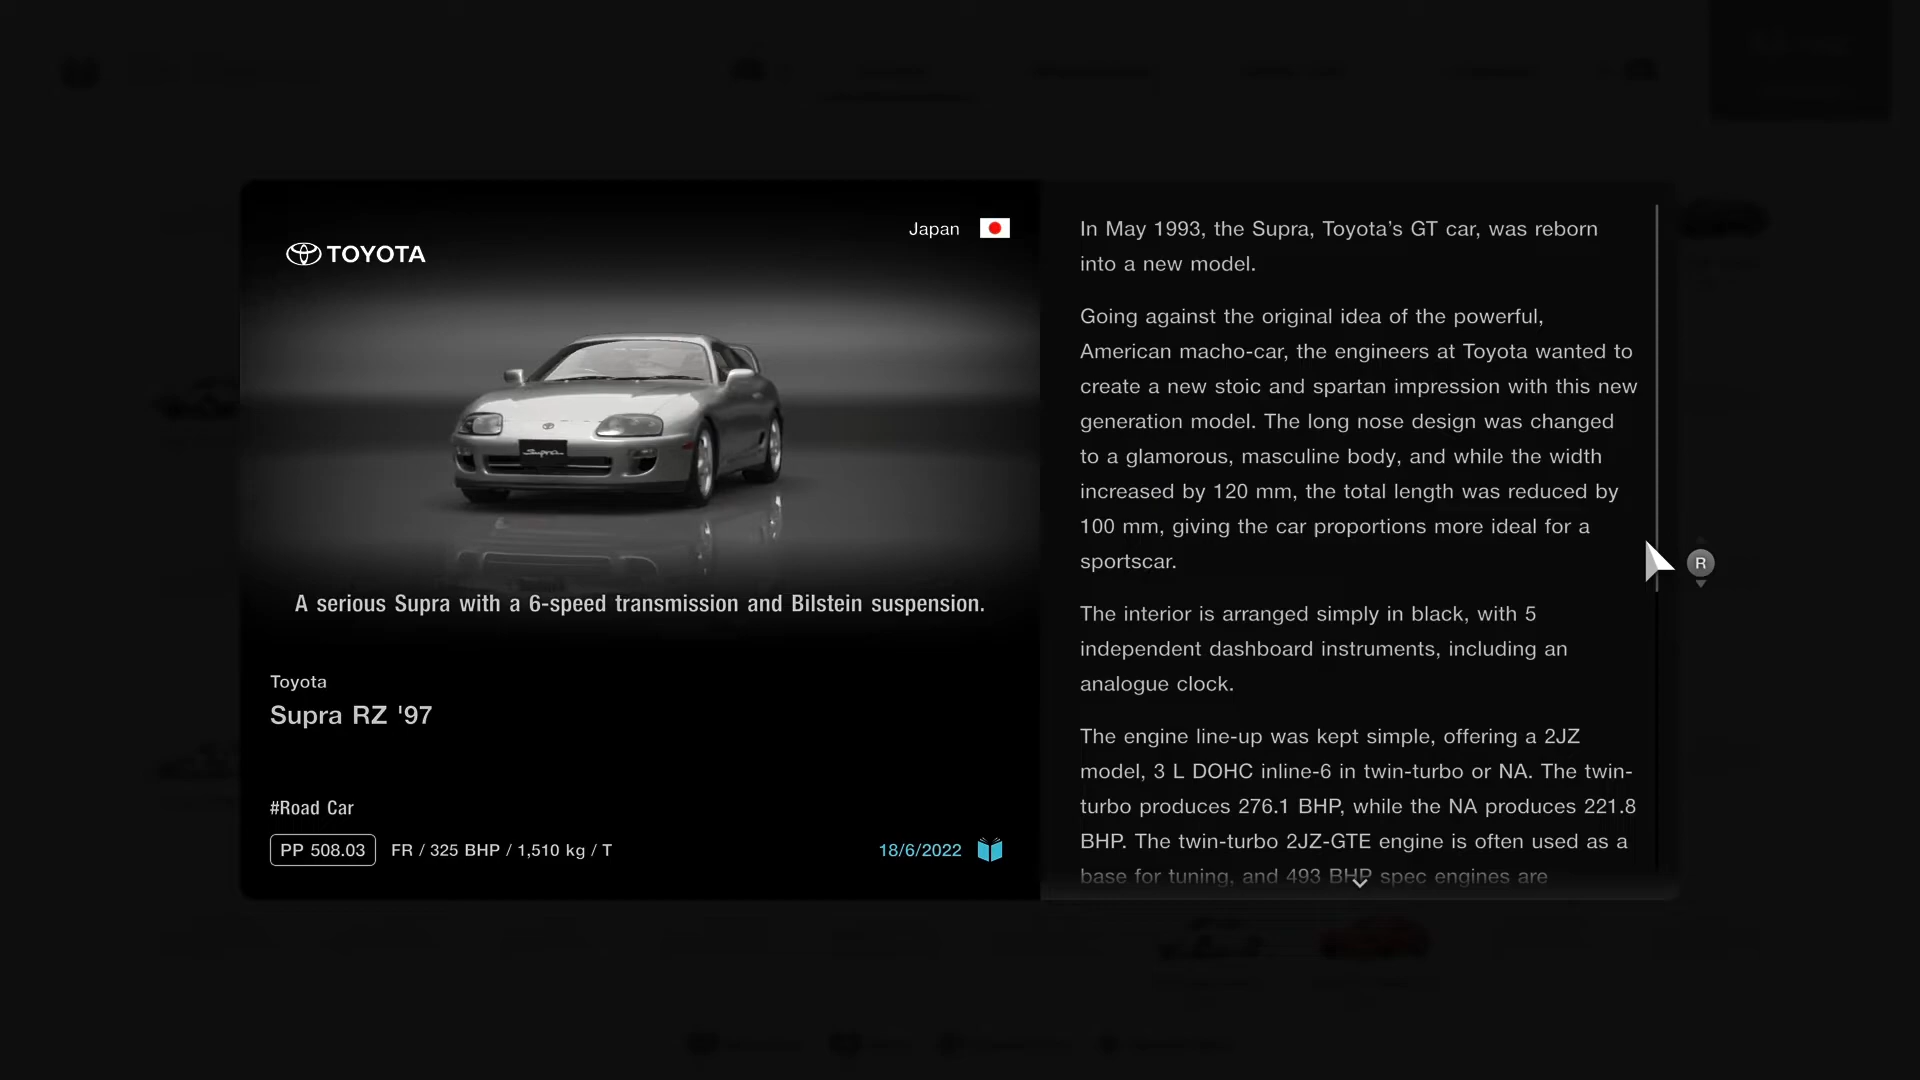 Japan
TOYOTA
Supra
A serious Supra with a 6-speed transmission and Bilstein suspension.
Toyota
Supra RZ '97
#Road Car
PP 508.03
FR / 325 BHP / 1,510 kg / T
18/6/2022
In May 1993, the Supra, Toyota’s GT car, was reborn
into a new model.
Going against the original idea of the powerful,
American macho-car, the engineers at Toyota wanted to
create a new stoic and spartan impression with this new
generation model. The long nose design was changed
to a glamorous, masculine body, and while the width
increased by 120 mm, the total length was reduced by
100 mm, giving the car proportions more ideal for a
sportscar.
The interior is arranged simply in black, with 5
independent dashboard instruments, including an
analogue clock.
The engine line-up was kept simple, offering a 2JZ
model, 3 L DOHC inline-6 in twin-turbo or NA. The twin-
turbo produces 276.1 BHP, while the NA produces 221.8
BHP. The twin-turbo 2JZ-GTE engine is often used as a
base for tuning, and 493 BHP spec engines are
R